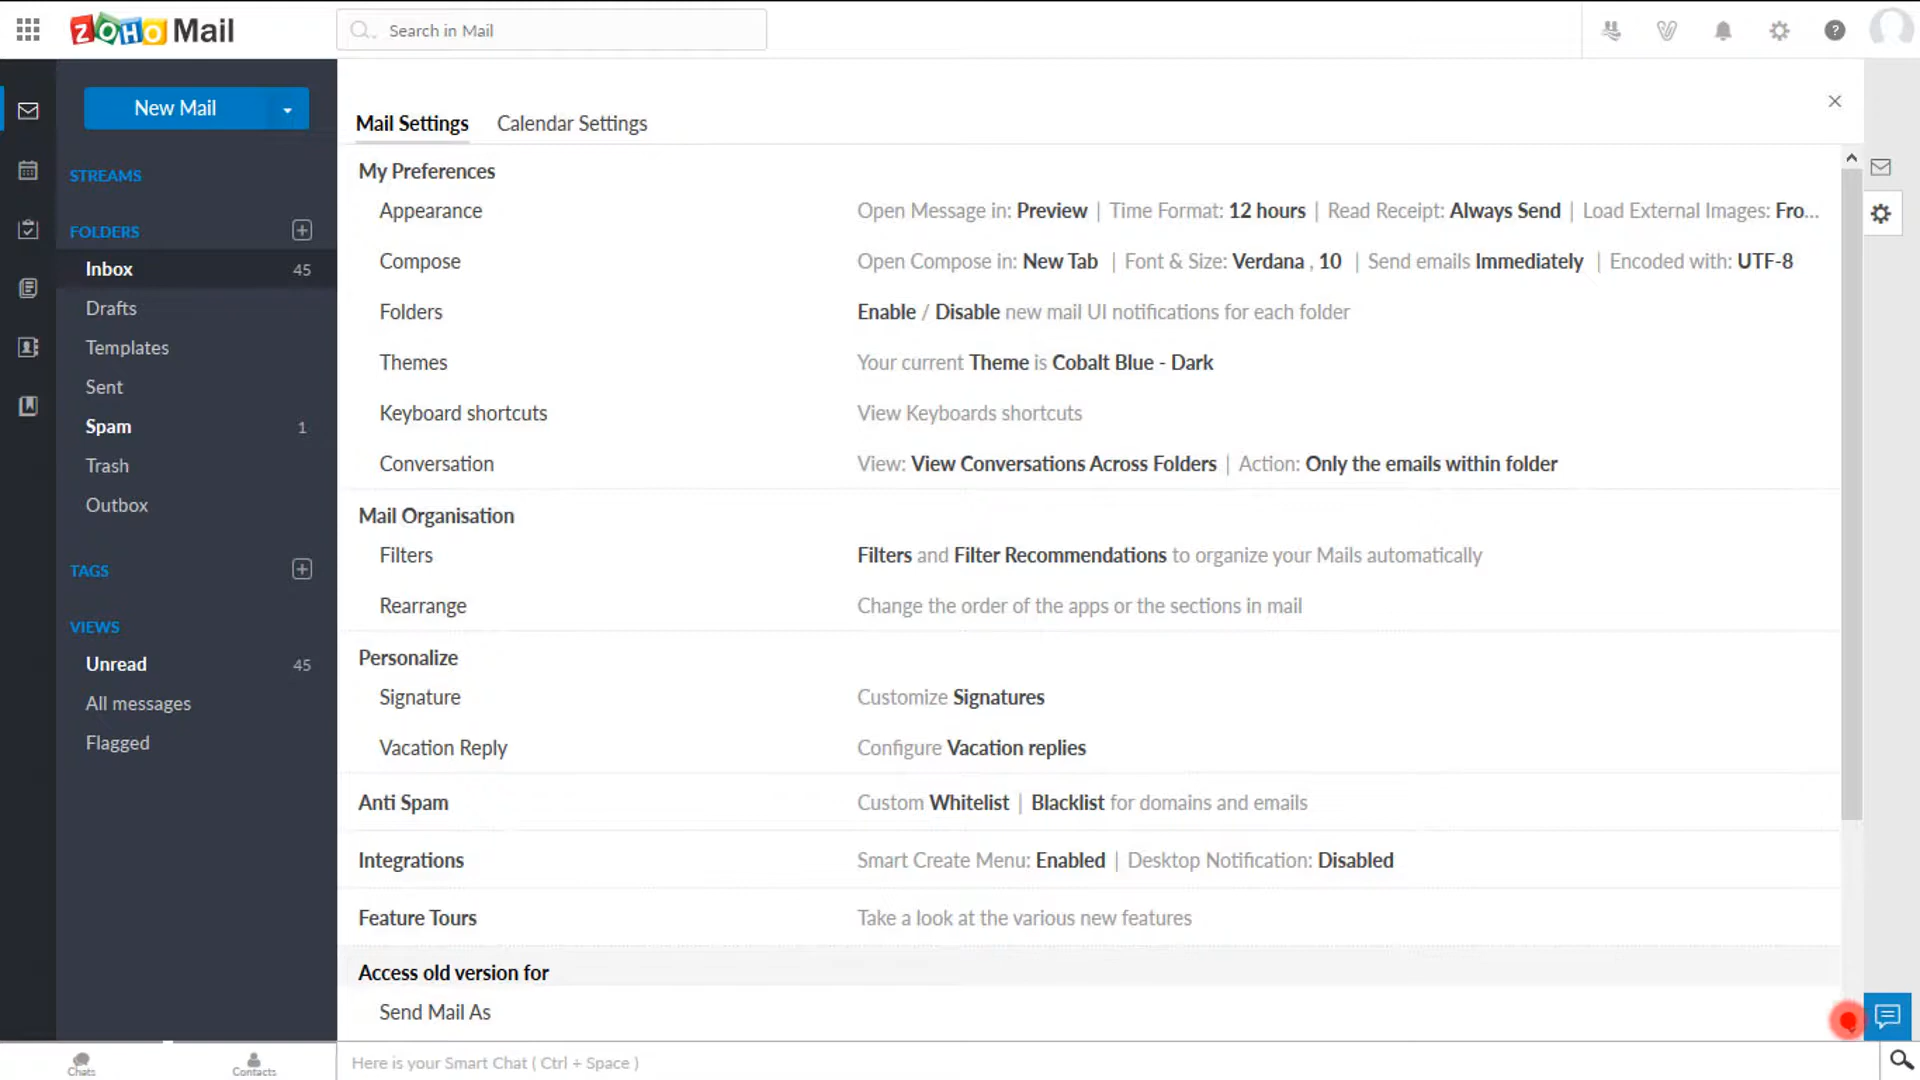 ZOHO Mail
Search in Mail
?
New Mail
STREAMS
FOLDERS
Inbox 45
Drafts
Templates
Sent
Spam 1
Trash
Outbox
TAGS
VIEWS
Unread 45
All messages
Flagged
Mail Settings Calendar Settings
My Preferences
Appearance Open Message in: Preview | Time Format: 12 hours | Read Receipt: Always Send | Load External Images: Fro...
Compose Open Compose in: New Tab | Font & Size: Verdana , 10 | Send emails Immediately | Encoded with: UTF-8
Folders Enable / Disable new mail UI notifications for each folder
Themes Your current Theme is Cobalt Blue - Dark
Keyboard shortcuts View Keyboards shortcuts
Conversation View: View Conversations Across Folders | Action: Only the emails within folder
Mail Organisation
Filters Filters and Filter Recommendations to organize your Mails automatically
Rearrange Change the order of the apps or the sections in mail
Personalize
Signature Customize Signatures
Vacation Reply Configure Vacation replies
Anti Spam Custom Whitelist | Blacklist for domains and emails
Integrations Smart Create Menu: Enabled | Desktop Notification: Disabled
Feature Tours Take a look at the various new features
Access old version for
Send Mail As
Chats Contacts Here is your Smart Chat ( Ctrl + Space )